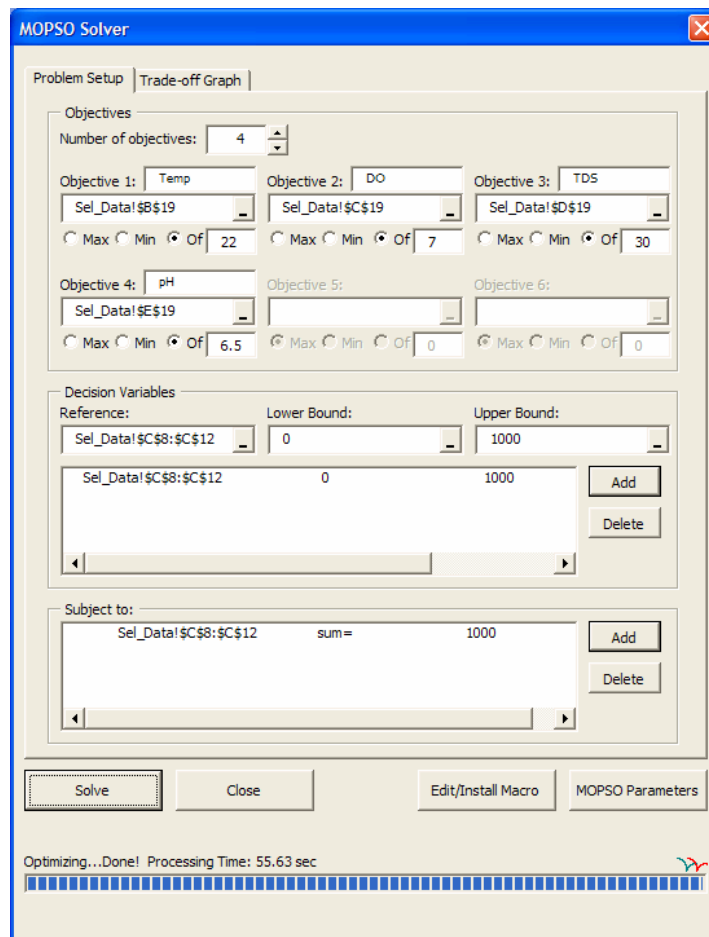 MOPSO Solver
Problem Setup Trade-off Graph
Objectives
Number of objectives: 4
Objective 1: Temp Objective 2: DO Objective 3: TDS
Sel_Data!$B$19 Sel_Data!$C$19 Sel_Data!$D$19
Max Min Of 22 Max Min Of 7 Max Min Of 30
Objective 4: pH Objective 5: Objective 6:
Sel_Data!$E$19
Max Min Of 6.5 Max Min Of 0 Max Min Of 0
Decision Variables
Reference: Lower Bound: Upper Bound:
Sel_Data!$C$8:$C$12 0 1000
Sel_Data!$C$8:$C$12 0 1000 Add
Delete
Subject to:
Sel_Data!$C$8:$C$12 sum= 1000 Add
Delete
Solve Close Edit/Install Macro MOPSO Parameters
Optimizing...Done! Processing Time: 55.63 sec